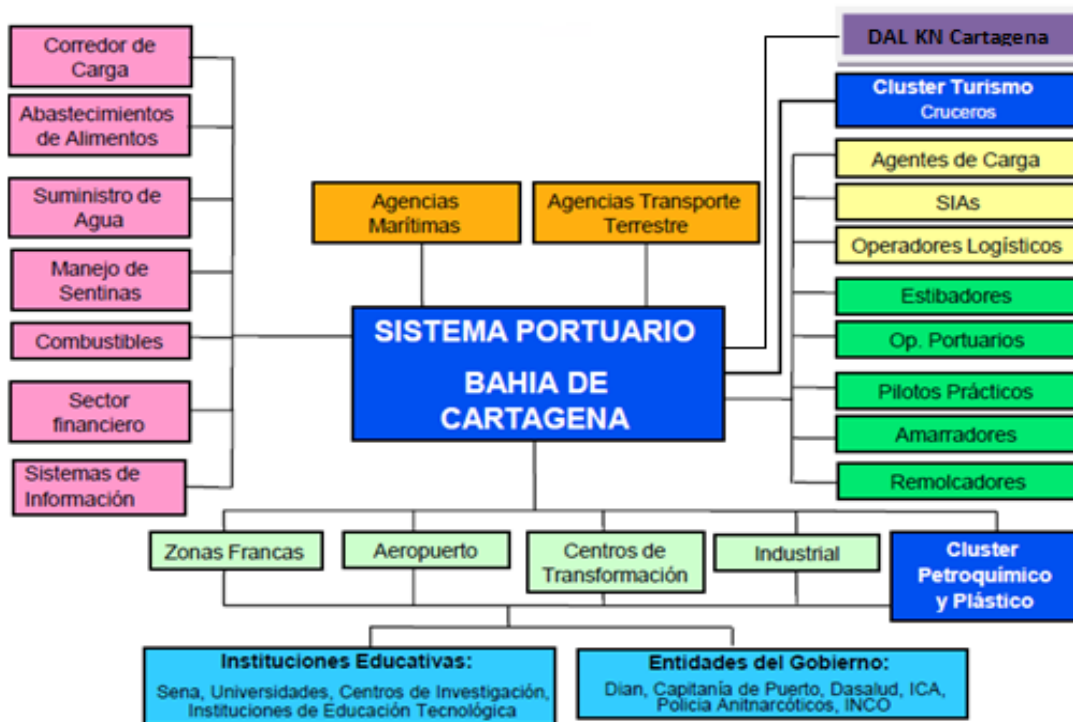 Corredor de
Carga
Abastecimientos
de Alimentos
Suministro de
Agua
Manejo de
Sentinas
Combustibles
Sector
financiero
Sistemas de
Información
Agencias
Marítimas
Agencias Transporte
Terrestre
SISTEMA PORTUARIO
BAHIA DE
CARTAGENA
DAL KN Cartagena
Cluster Turismo
Cruceros
Agentes de Carga
SIAs
Operadores Logísticos
Estibadores
Op. Portuarios
Pilotos Prácticos
Amarradores
Remolcadores
Zonas Francas
Aeropuerto
Centros de
Transformación
Industrial
Cluster
Petroquímico
y Plástico
Instituciones Educativas:
Sena, Universidades, Centros de Investigación,
Instituciones de Educación Tecnológica
Entidades del Gobierno:
Dian, Capitanía de Puerto, Dasalud, ICA,
Policía Anitnarcóticos, INCO